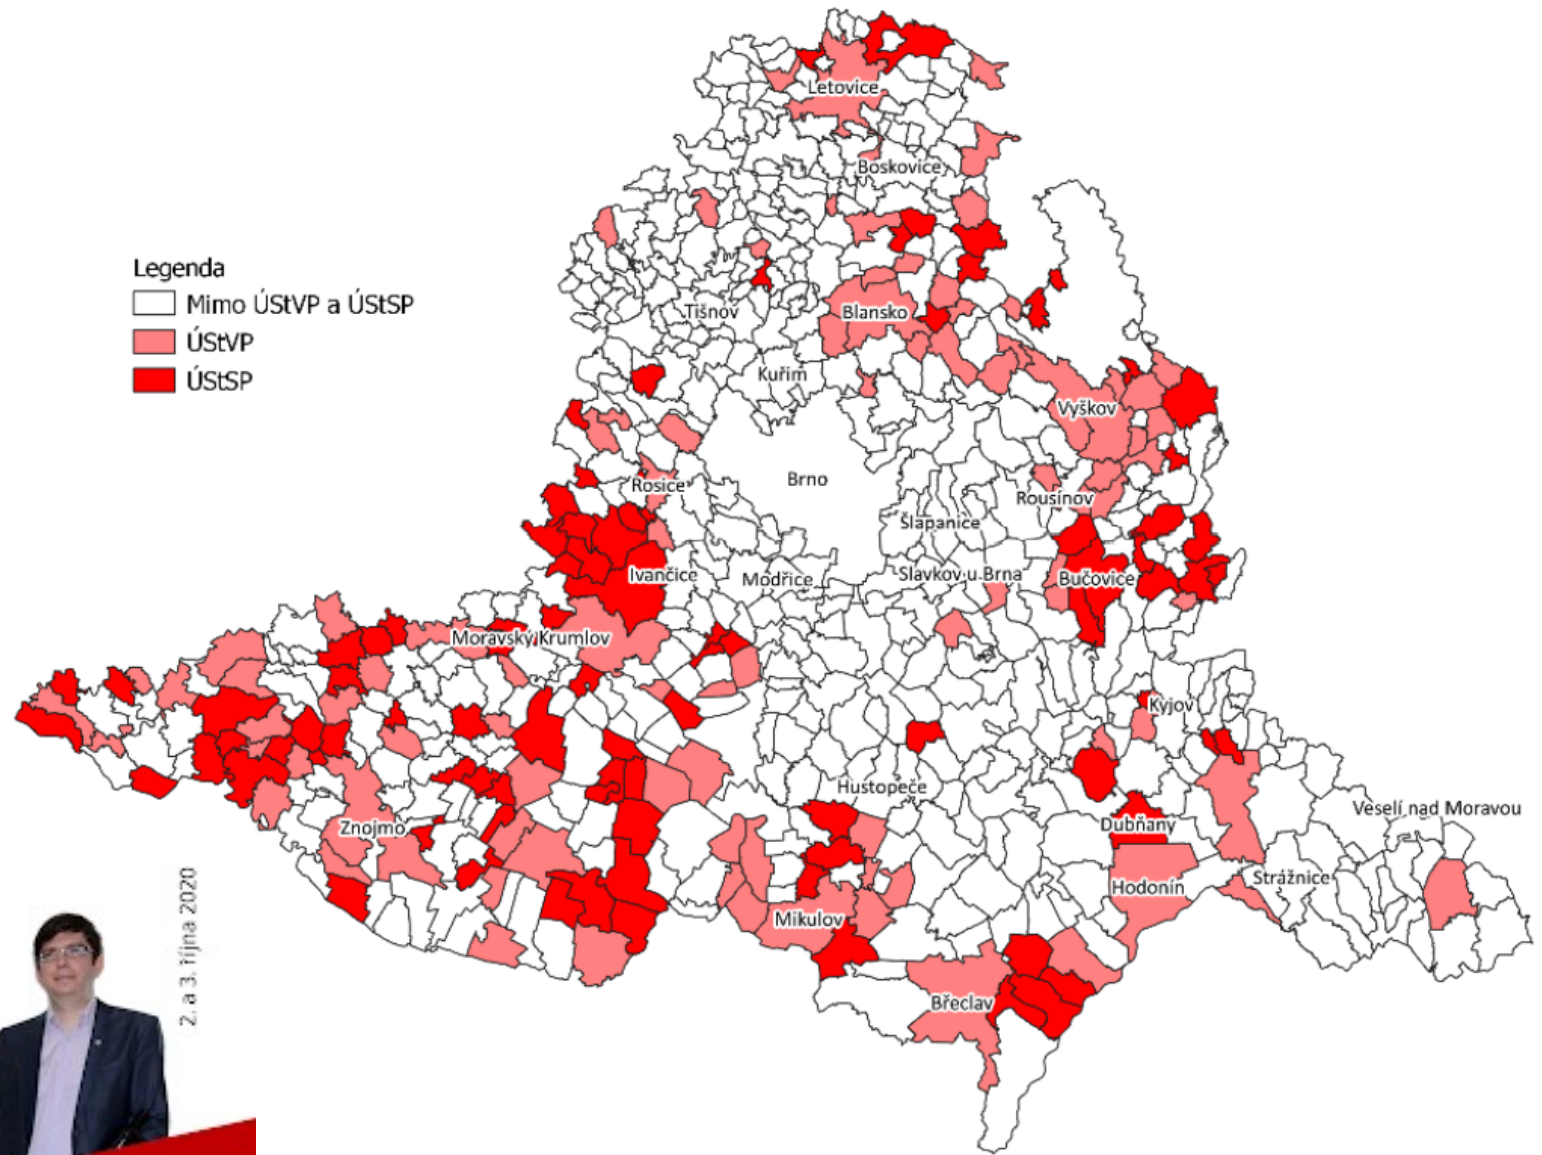 Letovice
Boskovice
Legenda
Mimo ÚStVP a ÚStSP
ÚStVP
ÚStSP
Tišnov
Blansko
Kuřim
Vyškov
Brno
Rosice
Rousínov
Šlapanice
Ivančice
Modřice
Slavkov u Brna
Bučovice
Moravský Krumlov
Kyjov
Hustopeče
Veselí nad Moravou
Znojmo
Dubňany
Strážnice
Hodonín
Mikulov
Břeclav
2. a 3. října 2020